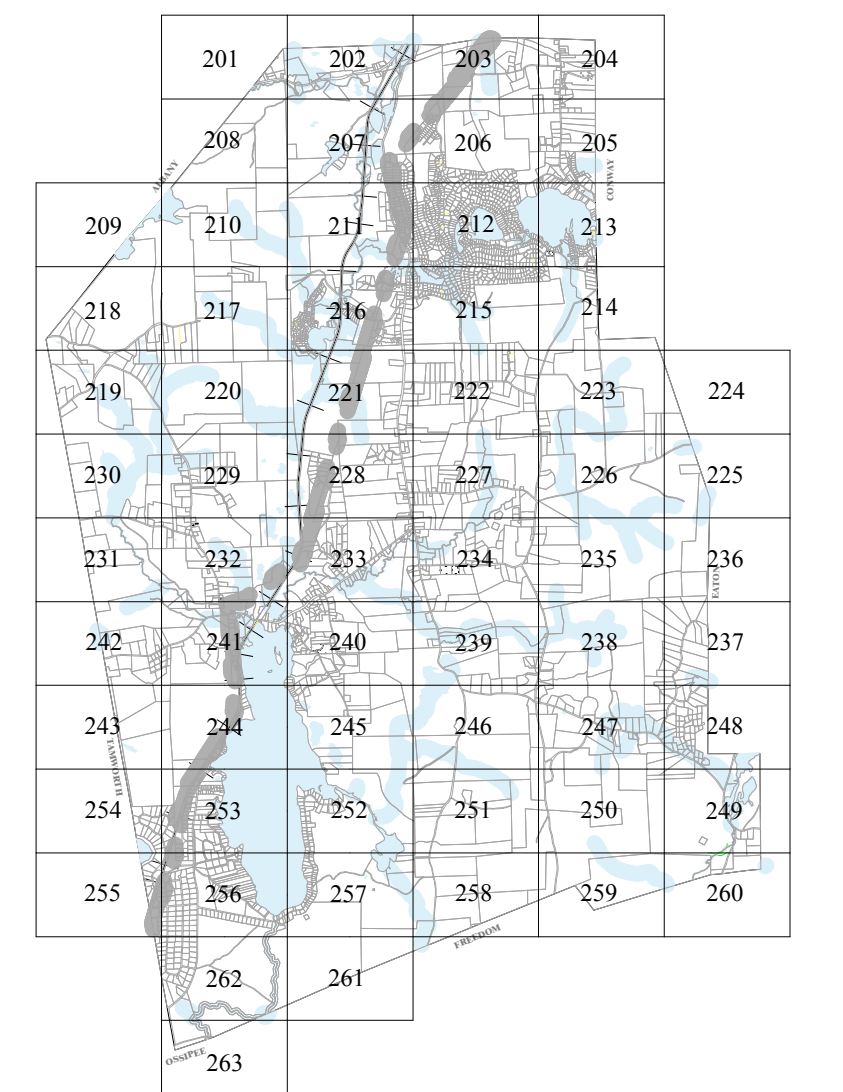 201 202 203 204
208 207 206 205
ALBANY
CONWAY
209 210 211 212 213
218 217 216 215 214
219 220 221 222 223 224
230 229 228 227 226 225
231 232 233 234 235 236
EATON
242 241 240 239 238 237
243 244 245 246 247 248
TAMWORTH
254 253 252 251 250 249
255 256 257 258 259 260
FREEDOM
262 261
OSSIPEE
263